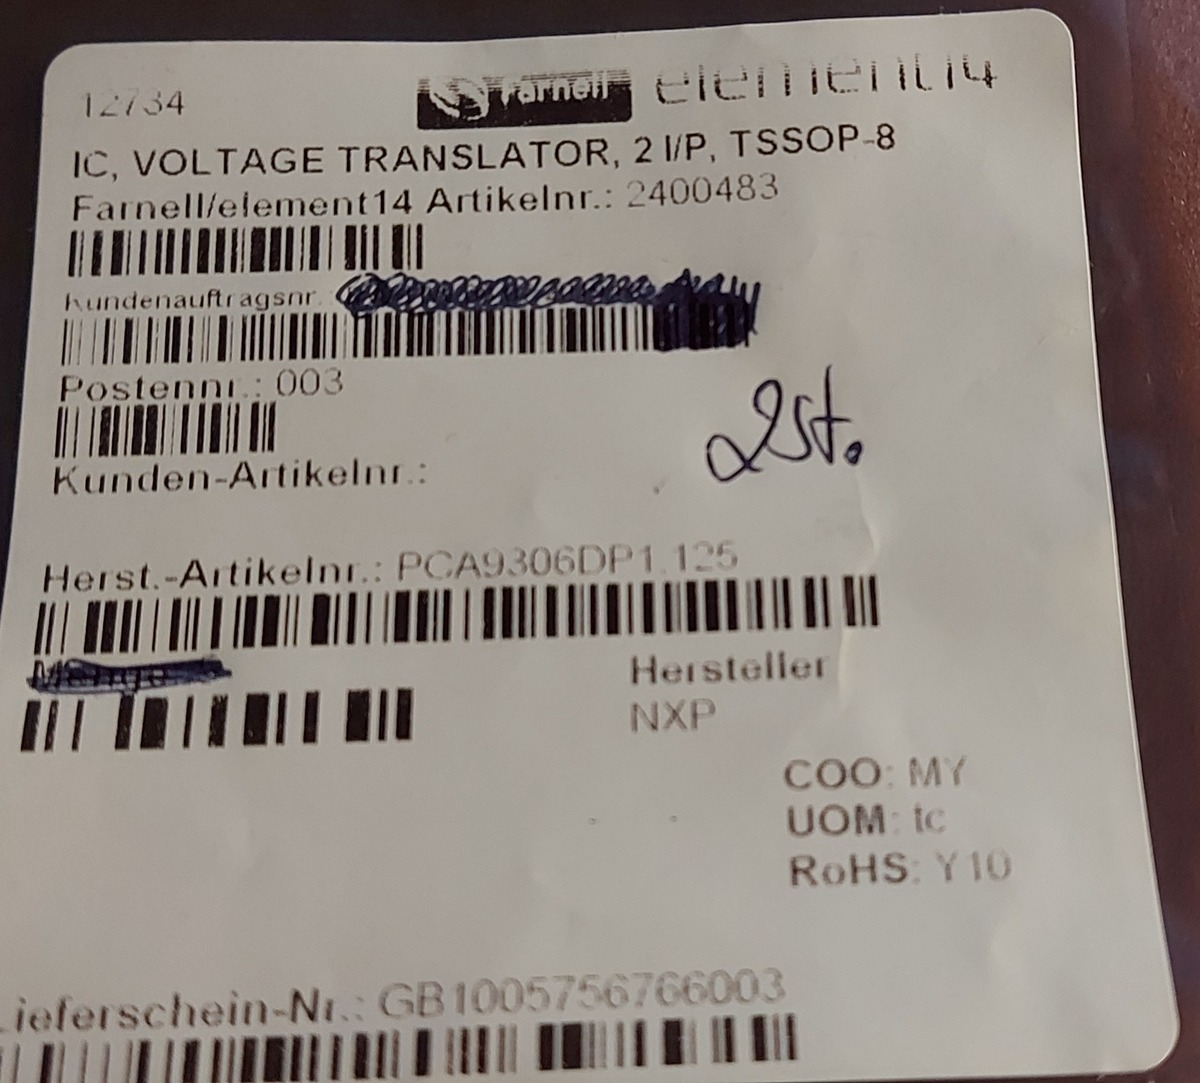 12734
Farnell element14
IC, VOLTAGE TRANSLATOR, 2 I/P, TSSOP-8
Farnell/element14 Artikelnr.: 2400483
Kundenauftragsnr.
Postennr.: 003
2St.
Kunden-Artikelnr.:
Herst.-Artikelnr.: PCA9306DP1.125
Menge
Hersteller
NXP
COO: MY
UOM: tc
RoHS: Y10
Lieferschein-Nr.: GB1005756766003